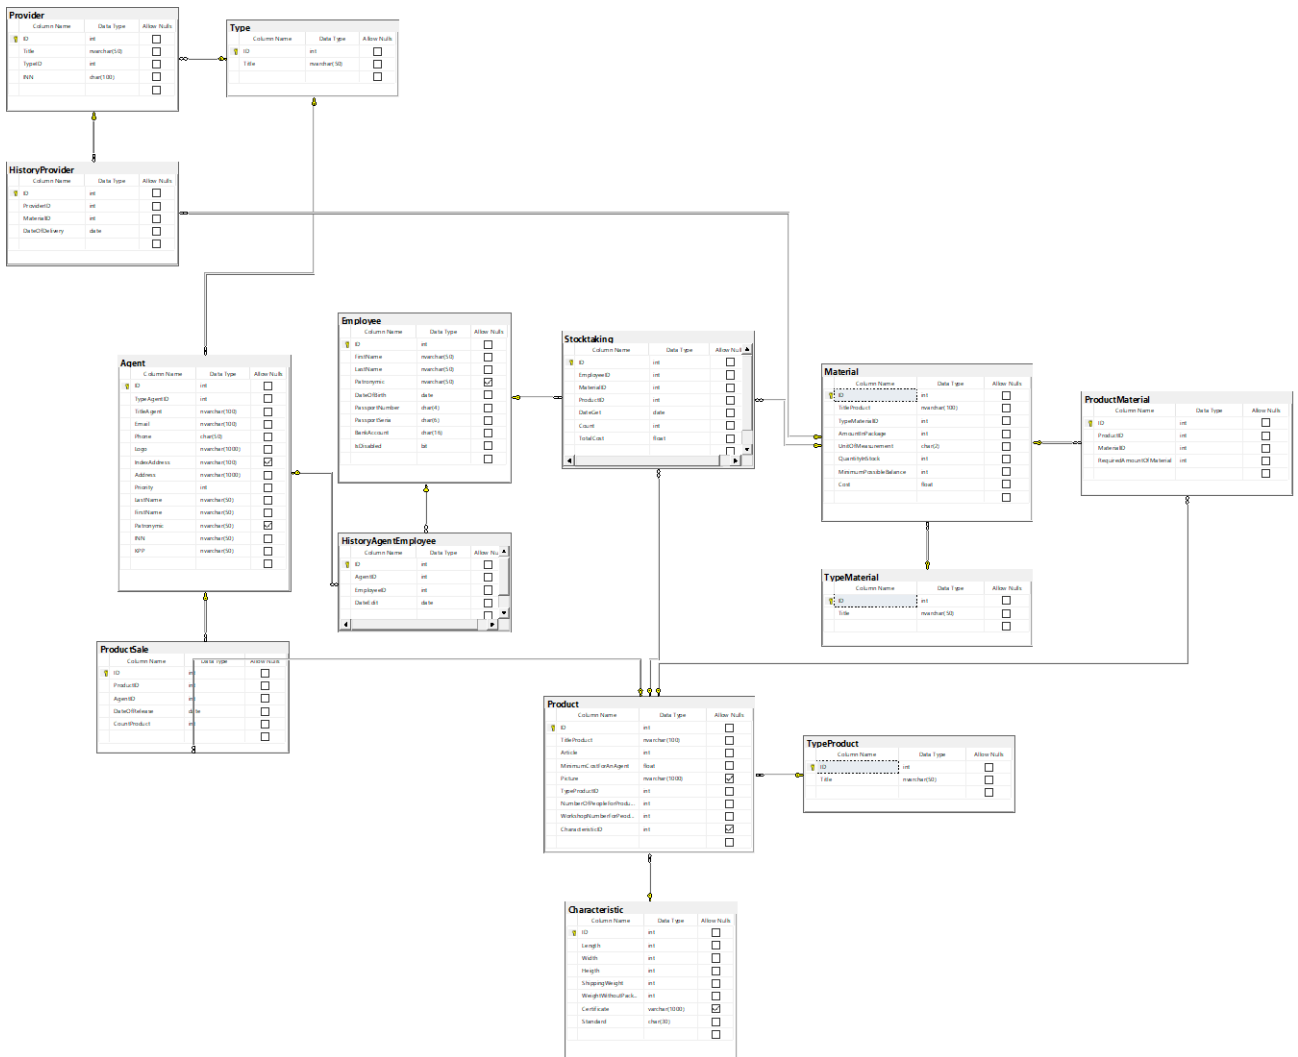 Provider
Column Name Data Type Allow Nulls
ID int
Title nvarchar(50)
TypeID int
INN char(100)
Type
Column Name Data Type Allow Nulls
ID int
Title nvarchar(50)
HistoryProvider
Column Name Data Type Allow Nulls
ID int
ProviderID int
MaterialID int
DateOfDelivery date
Employee
Column Name Data Type Allow Nulls
ID int
FirstName nvarchar(50)
LastName nvarchar(50)
Patronymic nvarchar(50)
DateOfBirth date
PassportNumber char(4)
PassportSeria char(6)
BankAccount char(16)
IsDisabled bit
Stocktaking
Column Name Data Type Allow Null
ID int
EmployeeID int
MaterialID int
ProductID int
DateGet date
Count int
TotalCost float
Agent
Column Name Data Type Allow Nulls
ID int
TypeAgentID int
TitleAgent nvarchar(100)
Email nvarchar(100)
Phone char(50)
Logo nvarchar(1000)
IndexAddress nvarchar(100)
Address nvarchar(1000)
Priority int
LastName nvarchar(50)
FirstName nvarchar(50)
Patronymic nvarchar(50)
INN nvarchar(50)
KPP nvarchar(50)
Material
Column Name Data Type Allow Nulls
ID int
TitleProduct nvarchar(100)
TypeMaterialID int
AmountInPackage int
UnitOfMeasurement char(2)
QuantityInStock int
MinimumPossibleBalance int
Cost float
ProductMaterial
Column Name Data Type Allow Nulls
ID int
ProductID int
MaterialID int
RequiredAmountOfMaterial int
HistoryAgentEmployee
Column Name Data Type Allow Nu
ID int
AgentID int
EmployeeID int
DateEdit date
TypeMaterial
Column Name Data Type Allow Nulls
ID int
Title nvarchar(50)
ProductSale
Column Name Data Type Allow Nulls
ID int
ProductID int
AgentID int
DateOfRelease date
CountProduct int
Product
Column Name Data Type Allow Nulls
ID int
TitleProduct nvarchar(100)
Article int
MinimumCostForAnAgent float
Picture nvarchar(1000)
TypeProductID int
NumberOfPeopleForProdu... int
WorkshopNumberForProd... int
CharacteristicID int
TypeProduct
Column Name Data Type Allow Nulls
ID int
Title nvarchar(50)
Characteristic
Column Name Data Type Allow Nulls
ID int
Length int
Width int
Heigth int
ShippingWeight int
WeightWithoutPack... int
Certificate varchar(1000)
Standard char(30)